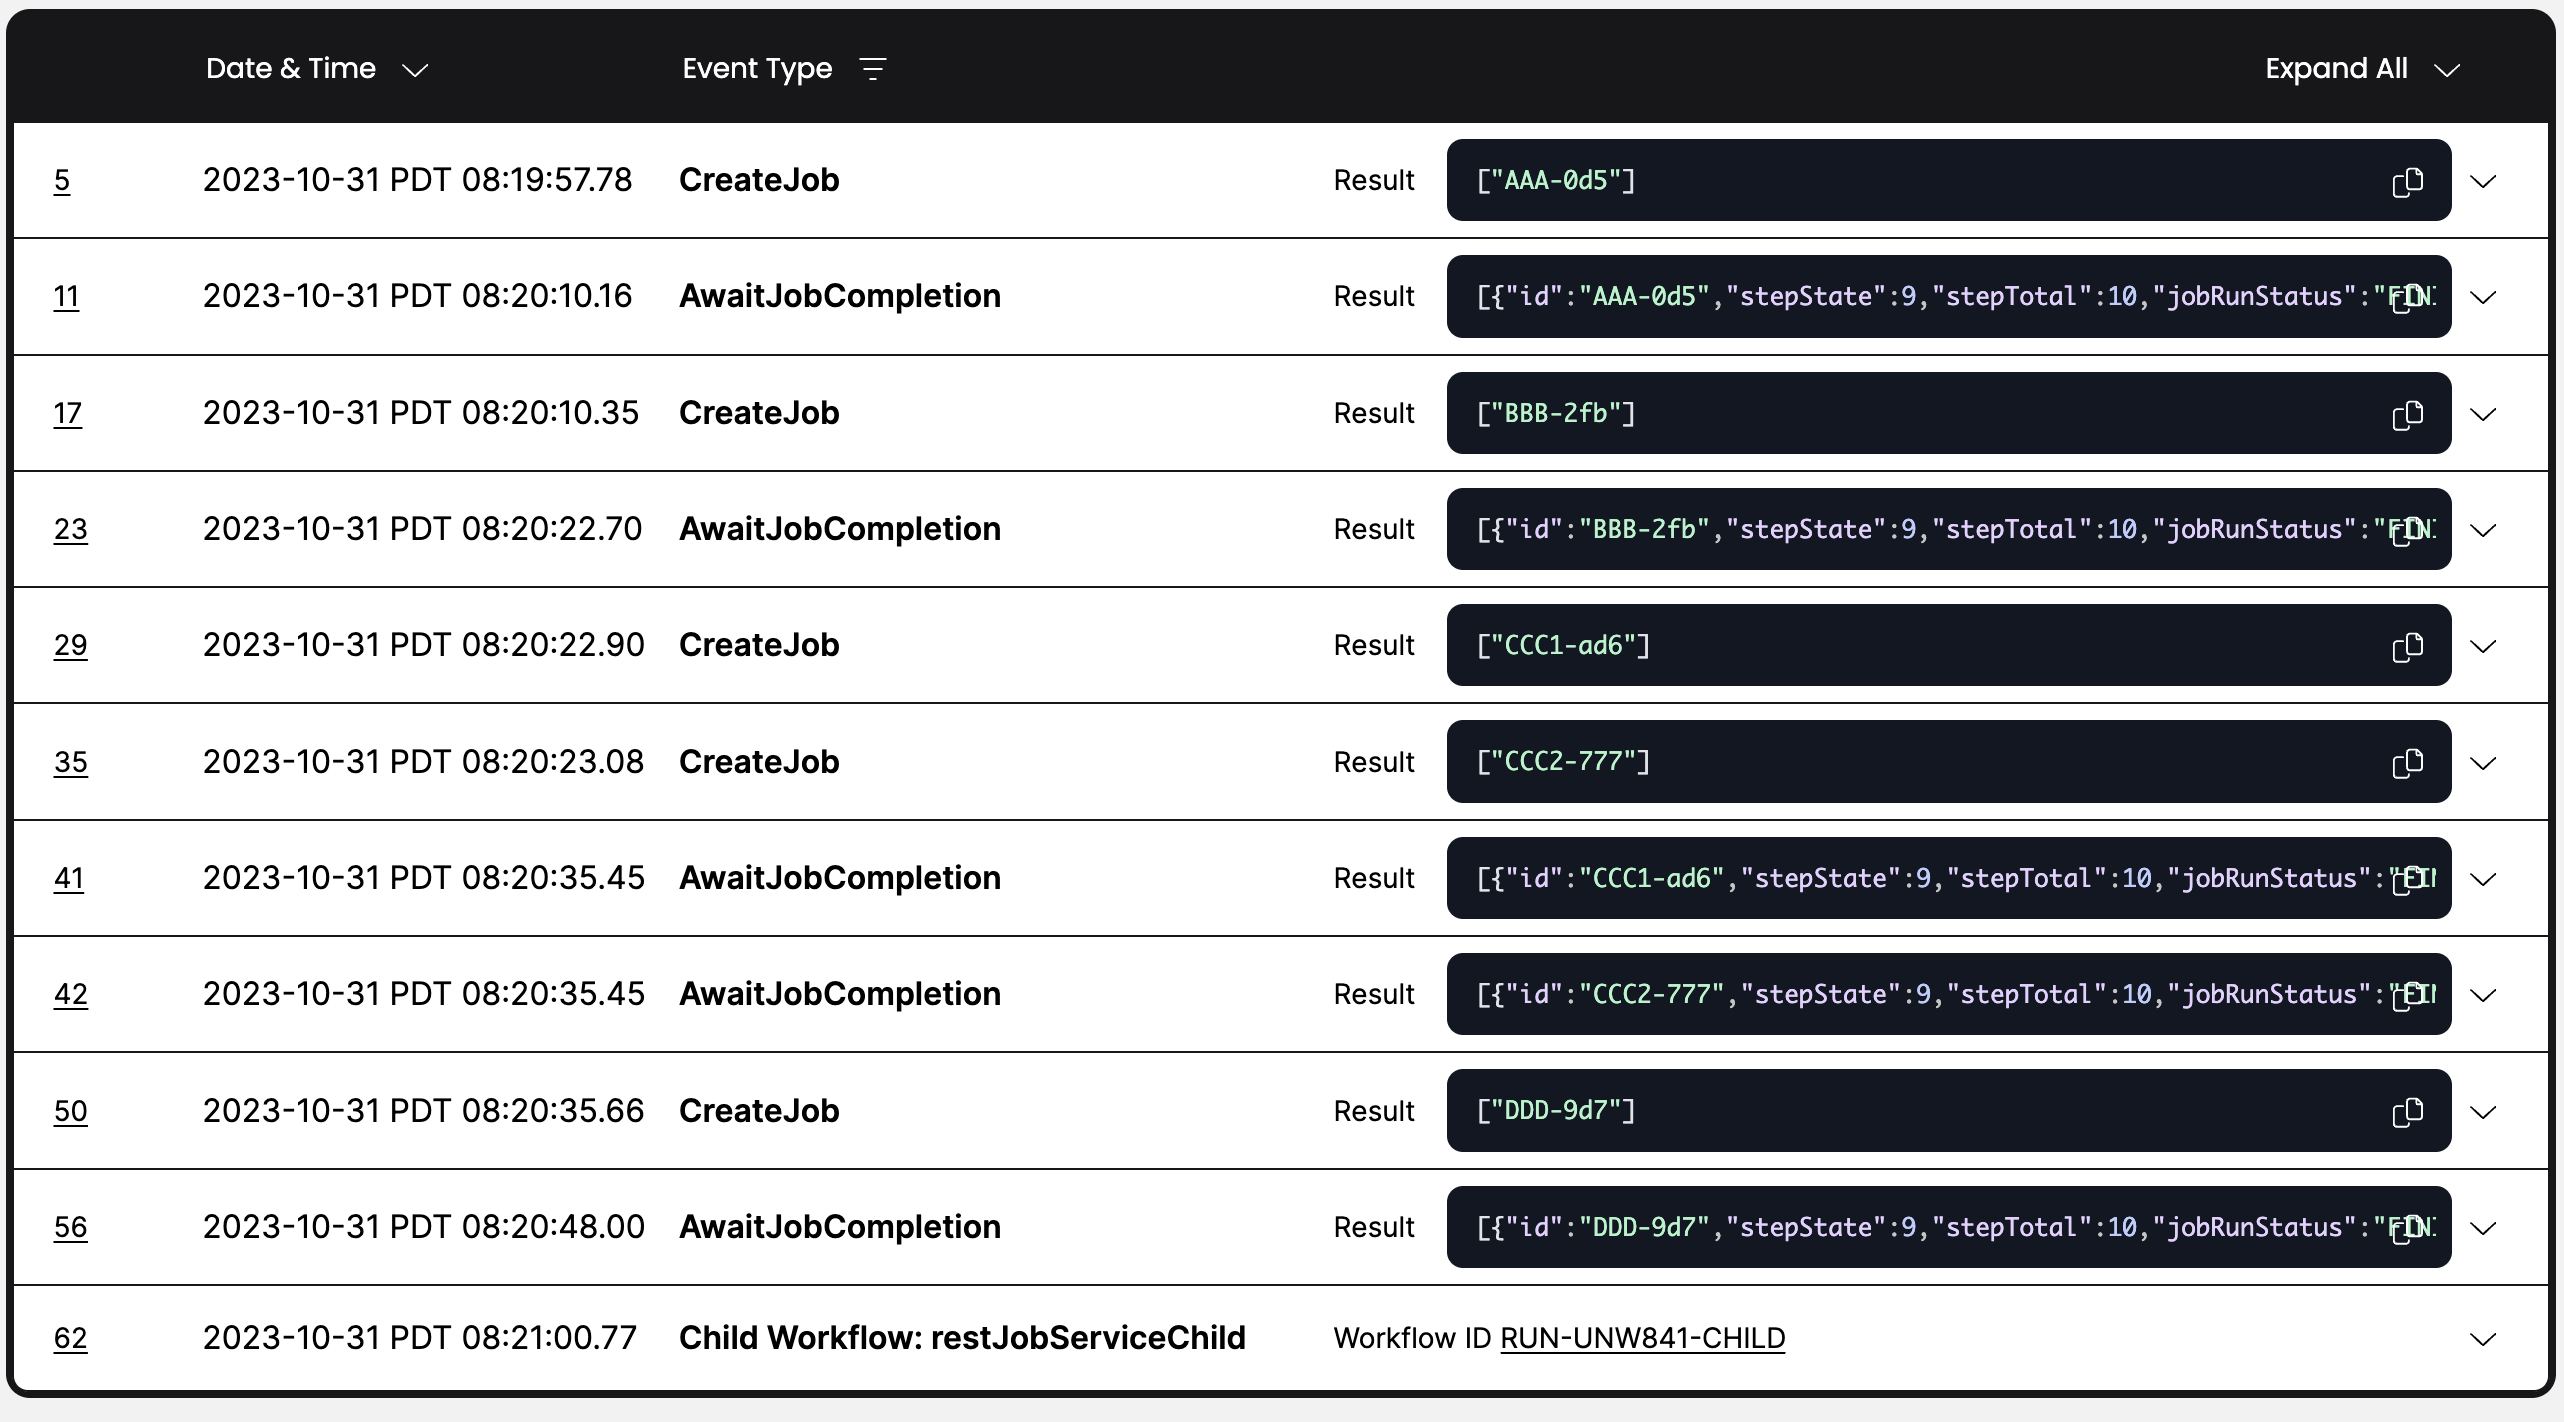 Date & Time Event Type Expand All
5 2023-10-31 PDT 08:19:57.78 CreateJob Result ["AAA-0d5"]
11 2023-10-31 PDT 08:20:10.16 AwaitJobCompletion Result [{"id":"AAA-0d5","stepState":9,"stepTotal":10,"jobRunStatus":"FINI
17 2023-10-31 PDT 08:20:10.35 CreateJob Result ["BBB-2fb"]
23 2023-10-31 PDT 08:20:22.70 AwaitJobCompletion Result [{"id":"BBB-2fb","stepState":9,"stepTotal":10,"jobRunStatus":"FINI
29 2023-10-31 PDT 08:20:22.90 CreateJob Result ["CCC1-ad6"]
35 2023-10-31 PDT 08:20:23.08 CreateJob Result ["CCC2-777"]
41 2023-10-31 PDT 08:20:35.45 AwaitJobCompletion Result [{"id":"CCC1-ad6","stepState":9,"stepTotal":10,"jobRunStatus":"FIN
42 2023-10-31 PDT 08:20:35.45 AwaitJobCompletion Result [{"id":"CCC2-777","stepState":9,"stepTotal":10,"jobRunStatus":"FIN
50 2023-10-31 PDT 08:20:35.66 CreateJob Result ["DDD-9d7"]
56 2023-10-31 PDT 08:20:48.00 AwaitJobCompletion Result [{"id":"DDD-9d7","stepState":9,"stepTotal":10,"jobRunStatus":"FINI
62 2023-10-31 PDT 08:21:00.77 Child Workflow: restJobServiceChild Workflow ID RUN-UNW841-CHILD